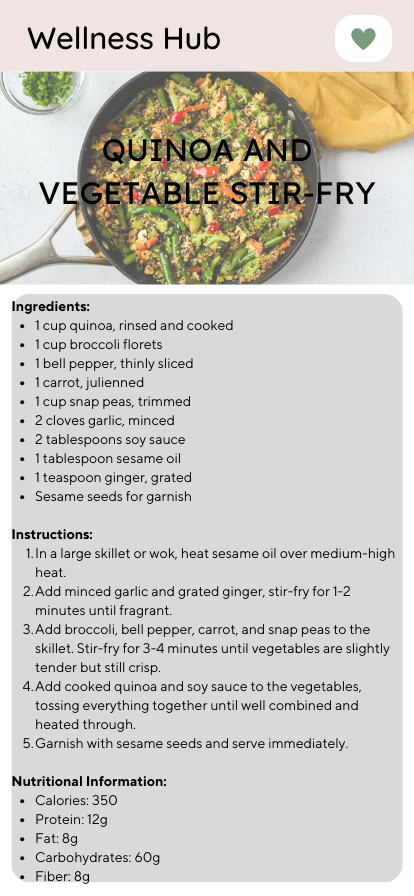 Wellness Hub
QUINOA AND
VEGETABLE STIR-FRY
Ingredients:
• 1 cup quinoa, rinsed and cooked
• 1 cup broccoli florets
• 1 bell pepper, thinly sliced
• 1 carrot, julienned
• 1 cup snap peas, trimmed
• 2 cloves garlic, minced
• 2 tablespoons soy sauce
• 1 tablespoon sesame oil
• 1 teaspoon ginger, grated
• Sesame seeds for garnish
Instructions:
1. In a large skillet or wok, heat sesame oil over medium-high
heat.
2. Add minced garlic and grated ginger, stir-fry for 1-2
minutes until fragrant.
3. Add broccoli, bell pepper, carrot, and snap peas to the
skillet. Stir-fry for 3-4 minutes until vegetables are slightly
tender but still crisp.
4. Add cooked quinoa and soy sauce to the vegetables,
tossing everything together until well combined and
heated through.
5. Garnish with sesame seeds and serve immediately.
Nutritional Information:
• Calories: 350
• Protein: 12g
• Fat: 8g
• Carbohydrates: 60g
• Fiber: 8g